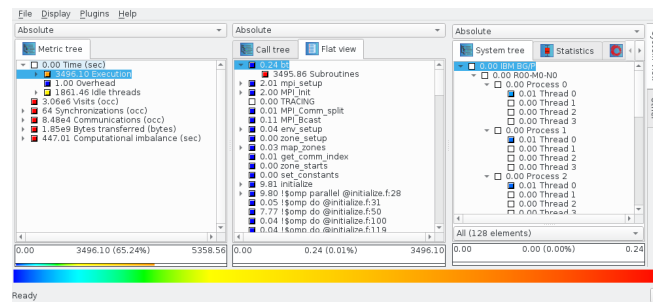 File Display Plugins Help
Absolute
Absolute
Absolute
Metric tree
Call tree
Flat view
System tree
Statistics
0.00 Time (sec)
3496.10 Execution
1.00 Overhead
1861.46 Idle threads
3.06e6 Visits (occ)
64 Synchronizations (occ)
8.48e4 Communications (occ)
1.85e9 Bytes transferred (bytes)
447.01 Computational imbalance (sec)
0.24 bt
3495.86 Subroutines
2.01 mpi_setup
2.00 MPI_Init
0.00 TRACING
0.01 MPI_Comm_split
0.11 MPI_Bcast
0.04 env_setup
0.00 zone_setup
0.03 map_zones
0.01 get_comm_index
0.00 zone_starts
0.00 set_constants
9.81 initialize
9.80 !$omp parallel @initialize.f:28
0.05 !$omp do @initialize.f:31
7.77 !$omp do @initialize.f:50
0.04 !$omp do @initialize.f:100
0.04 !$omp do @initialize.f:119
0.00 IBM BG/P
0.00 R00-M0-N0
0.00 Process 0
0.01 Thread 0
0.00 Thread 1
0.00 Thread 2
0.00 Thread 3
0.00 Process 1
0.01 Thread 0
0.00 Thread 1
0.00 Thread 2
0.00 Thread 3
0.00 Process 2
0.01 Thread 0
0.00 Thread 1
0.00 Thread 2
0.00 Thread 3
All (128 elements)
0.00 3496.10 (65.24%) 5358.56
0.00 0.24 (0.01%) 3496.10
0.00 0.00 (0.00%) 0.24
Ready